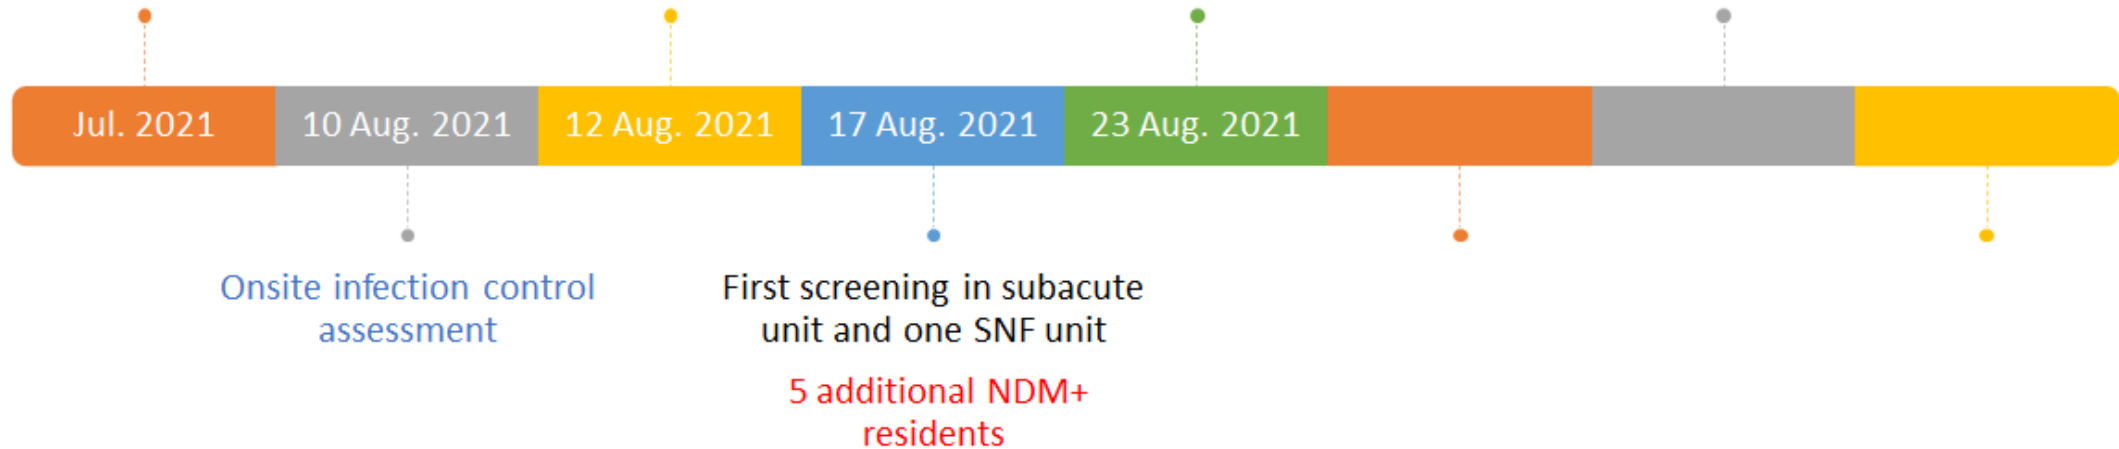 Jul. 2021
10 Aug. 2021
12 Aug. 2021
17 Aug. 2021
23 Aug. 2021
Onsite infection control
assessment
First screening in subacute
unit and one SNF unit
5 additional NDM+
residents